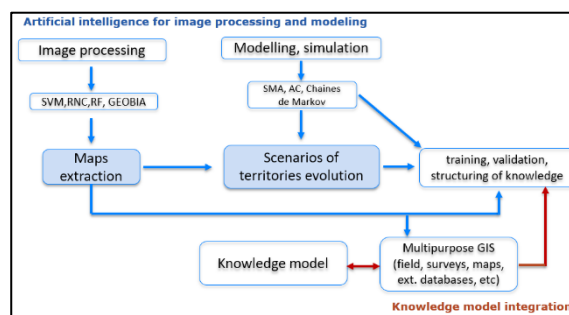 Artificial intelligence for image processing and modeling
Image processing
Modelling, simulation
SVM,RNC,RF, GEOBIA
SMA, AC, Chaines
de Markov
Maps
extraction
Scenarios of
territories evolution
training, validation,
structuring of knowledge
Knowledge model
Multipurpose GIS
(field, surveys, maps,
ext. databases, etc)
Knowledge model integration